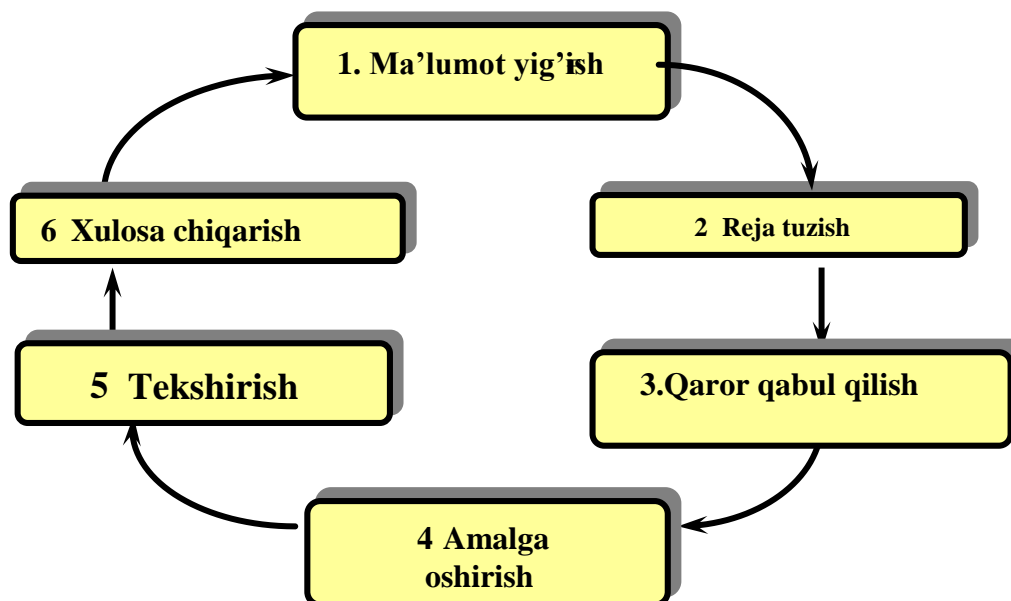 1. Ma’lumot yig’ish
2 Reja tuzish
3.Qaror qabul qilish
4 Amalga
oshirish
5 Tekshirish
6 Xulosa chiqarish